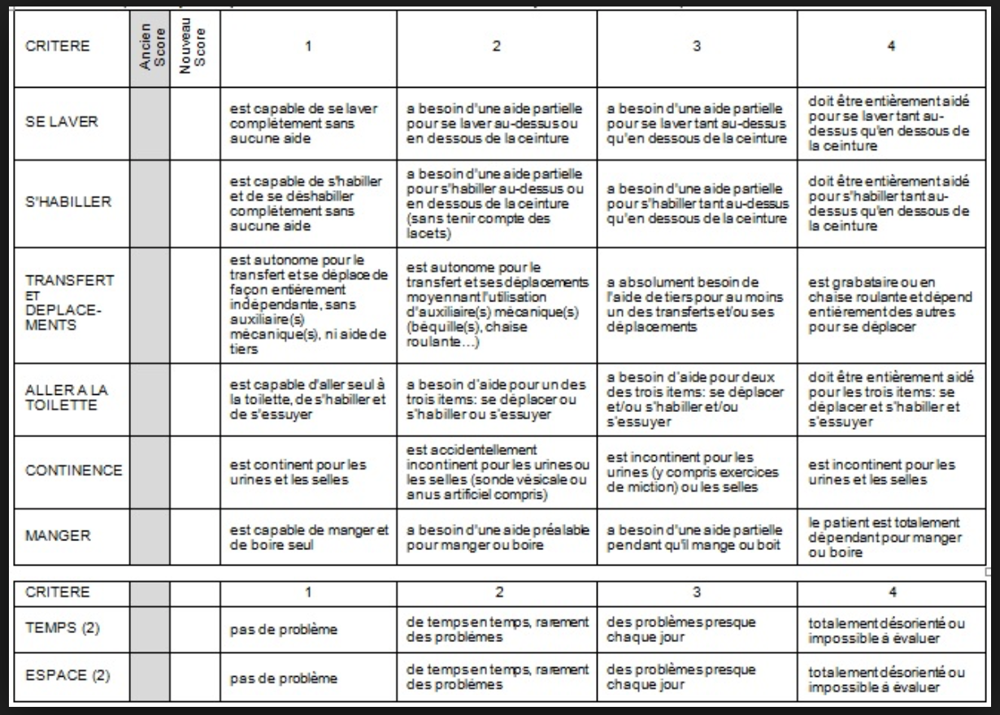 CRITERE
Ancien
Score
Nouveau
Score
1
2
3
4
SE LAVER
est capable de se laver
complètement sans
aucune aide
a besoin d'une aide partielle
pour se laver au-dessus ou
en dessous de la ceinture
a besoin d'une aide partielle
pour se laver tant au-dessus
qu'en dessous de la ceinture
doit être entièrement aidé
pour se laver tant au-
dessus qu'en dessous de
la ceinture
S'HABILLER
est capable de s'habiller
et de se déshabiller
complètement sans
aucune aide
a besoin d'une aide partielle
pour s'habiller au-dessus ou
en dessous de la ceinture
(sans tenir compte des
lacets)
a besoin d'une aide partielle
pour s'habiller tant au-dessus
qu'en dessous de la ceinture
doit être entièrement aidé
pour s'habiller tant au-
dessus qu'en dessous de
la ceinture
TRANSFERT
ET
DEPLACE-
MENTS
est autonome pour le
transfert et se déplace de
façon entièrement
indépendante, sans
auxiliaire(s)
mécanique(s), ni aide de
tiers
est autonome pour le
transfert et ses déplacements
moyennant l'utilisation
d'auxiliaire(s) mécanique(s)
(béquille(s), chaise
roulante…)
a absolument besoin de
l'aide de tiers pour au moins
un des transferts et/ou ses
déplacements
est grabataire ou en
chaise roulante et dépend
entièrement des autres
pour se déplacer
ALLER A LA
TOILETTE
est capable d'aller seul à
la toilette, de s'habiller et
de s'essuyer
a besoin d'aide pour un des
trois items: se déplacer ou
s'habiller ou s'essuyer
a besoin d'aide pour deux
des trois items: se déplacer
et/ou s'habiller et/ou
s'essuyer
doit être entièrement aidé
pour les trois items: se
déplacer et s'habiller et
s'essuyer
CONTINENCE
est continent pour les
urines et les selles
est accidentellement
incontinent pour les urines ou
les selles (sonde vésicale ou
anus artificiel compris)
est incontinent pour les
urines (y compris exercices
de miction) ou les selles
est incontinent pour les
urines et les selles
MANGER
est capable de manger et
de boire seul
a besoin d'une aide préalable
pour manger ou boire
a besoin d'une aide partielle
pendant qu'il mange ou boit
le patient est totalement
dépendant pour manger
ou boire
CRITERE
1
2
3
4
TEMPS (2)
pas de problème
de temps en temps, rarement
des problèmes
des problèmes presque
chaque jour
totalement désorienté ou
impossible à évaluer
ESPACE (2)
pas de problème
de temps en temps, rarement
des problèmes
des problèmes presque
chaque jour
totalement désorienté ou
impossible à évaluer